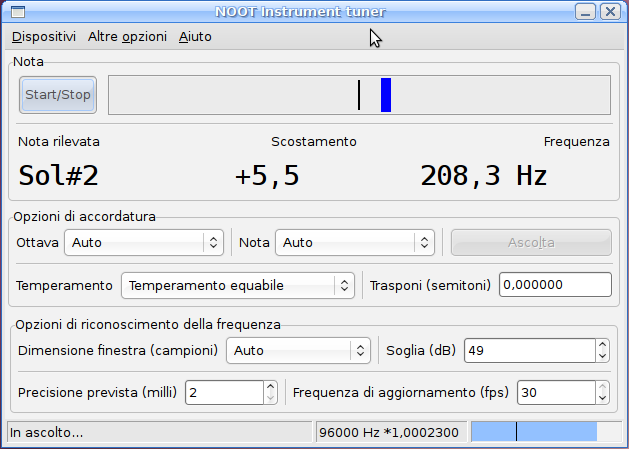 NOOT Instrument tuner
Dispositivi Altre opzioni Aiuto
Nota
Start/Stop
Nota rilevata Scostamento Frequenza
Sol#2 +5,5 208,3 Hz
Opzioni di accordatura
Ottava Auto Nota Auto Ascolta
Temperamento Temperamento equabile Trasponi (semitoni) 0,000000
Opzioni di riconoscimento della frequenza
Dimensione finestra (campioni) Auto Soglia (dB) 49
Precisione prevista (milli) 2 Frequenza di aggiornamento (fps) 30
In ascolto... 96000 Hz *1,0002300